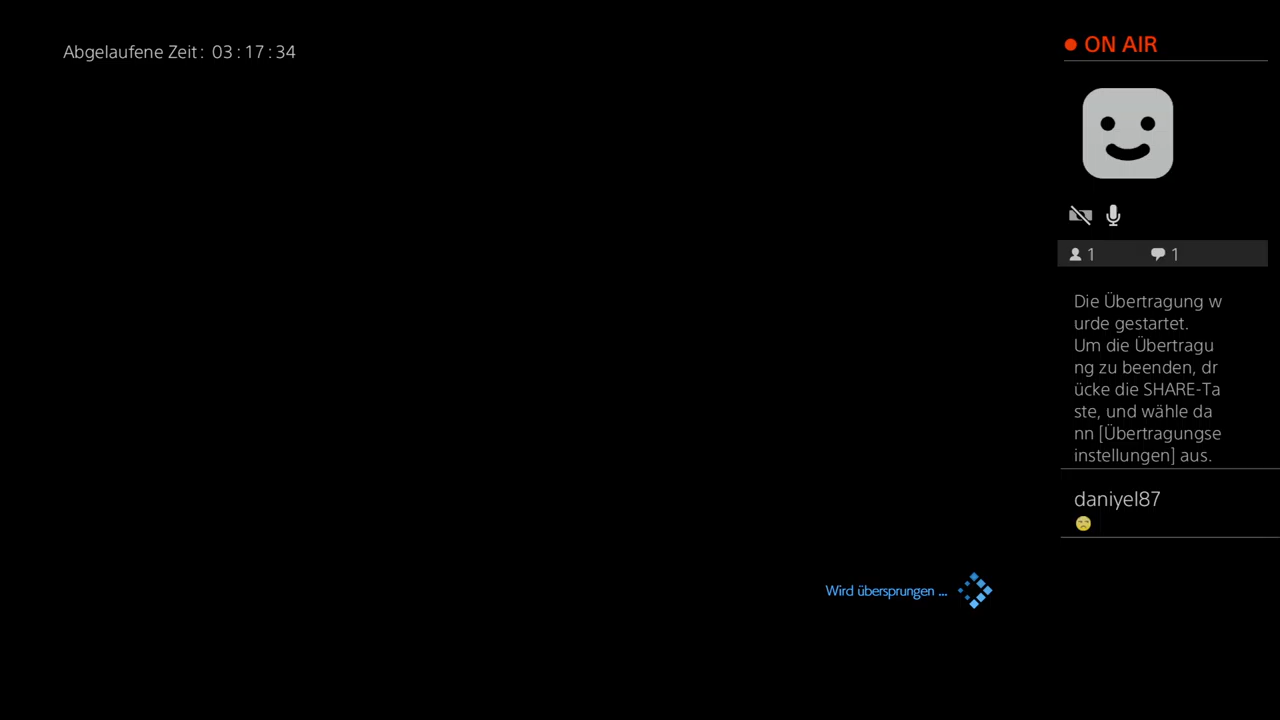 Abgelaufene Zeit: 03:17:34
ON AIR
1 1
Die Übertragung w
urde gestartet.
Um die Übertragu
ng zu beenden, dr
ücke die SHARE-Ta
ste, und wähle da
nn [Übertragungse
instellungen] aus.
daniyel87
Wird übersprungen ...